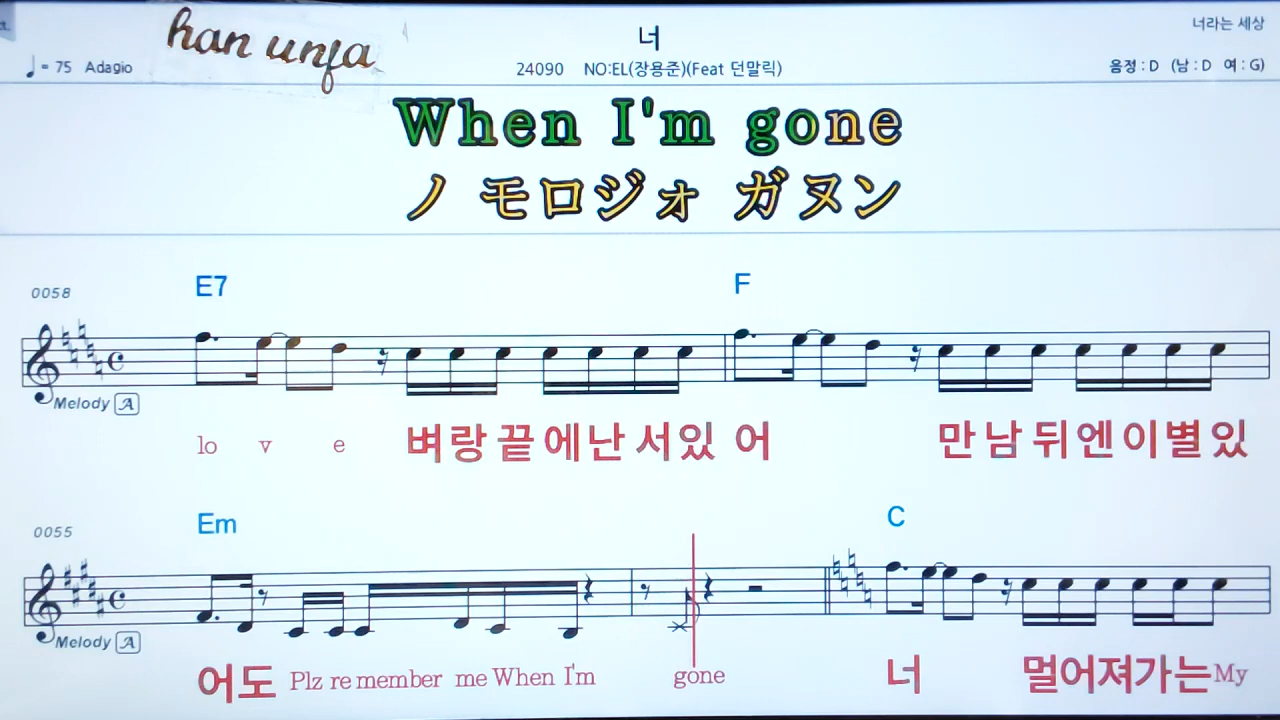 han unja
너
너라는 세상
♩= 75 Adagio
24090 NO:EL(장용준)(Feat 던말릭)
음정 : D (남 : D 여 : G)
When I'm gone
ノ モロジォ ガヌン
0058
E7 F
Melody A
lo v e 벼랑 끝에난 서있 어 만남 뒤엔 이별 있
0055
Em C
Melody A
어도 Plz remember me When I'm gone 너 멀어져가는 My